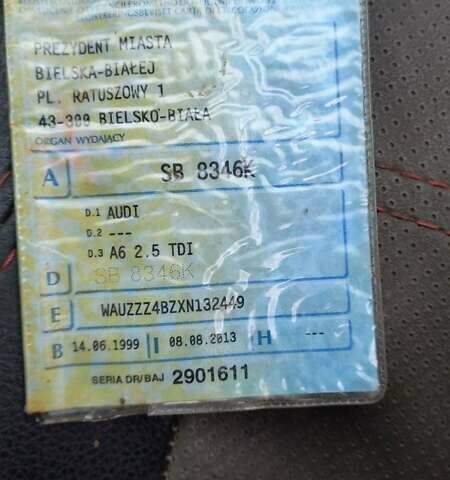 PREZYDENT MIASTA
BIELSKA-BIAŁEJ
PL. RATUSZOWY 1
43-300 BIELSKO-BIAŁA
ORGAN WYDAJĄCY
A SB 8346K
D.1 AUDI
D.2 ---
D.3 A6 2.5 TDI
D SB 8346K
E WAUZZZ4BZXN132449
B 14.06.1999 I 08.08.2013 H ---
SERIA DR/BAJ 2901611